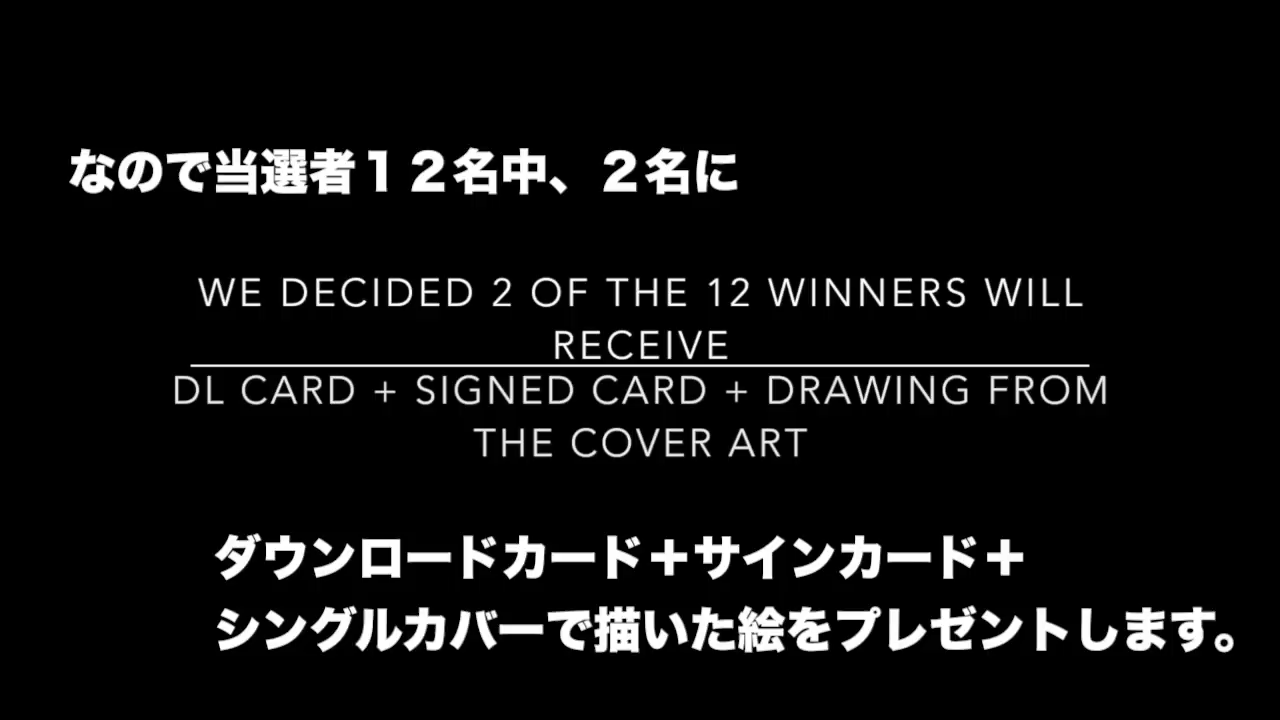 なので当選者１２名中、２名に
WE DECIDED 2 OF THE 12 WINNERS WILL
RECEIVE
DL CARD + SIGNED CARD + DRAWING FROM
THE COVER ART
ダウンロードカード＋サインカード＋
シングルカバーで描いた絵をプレゼントします。